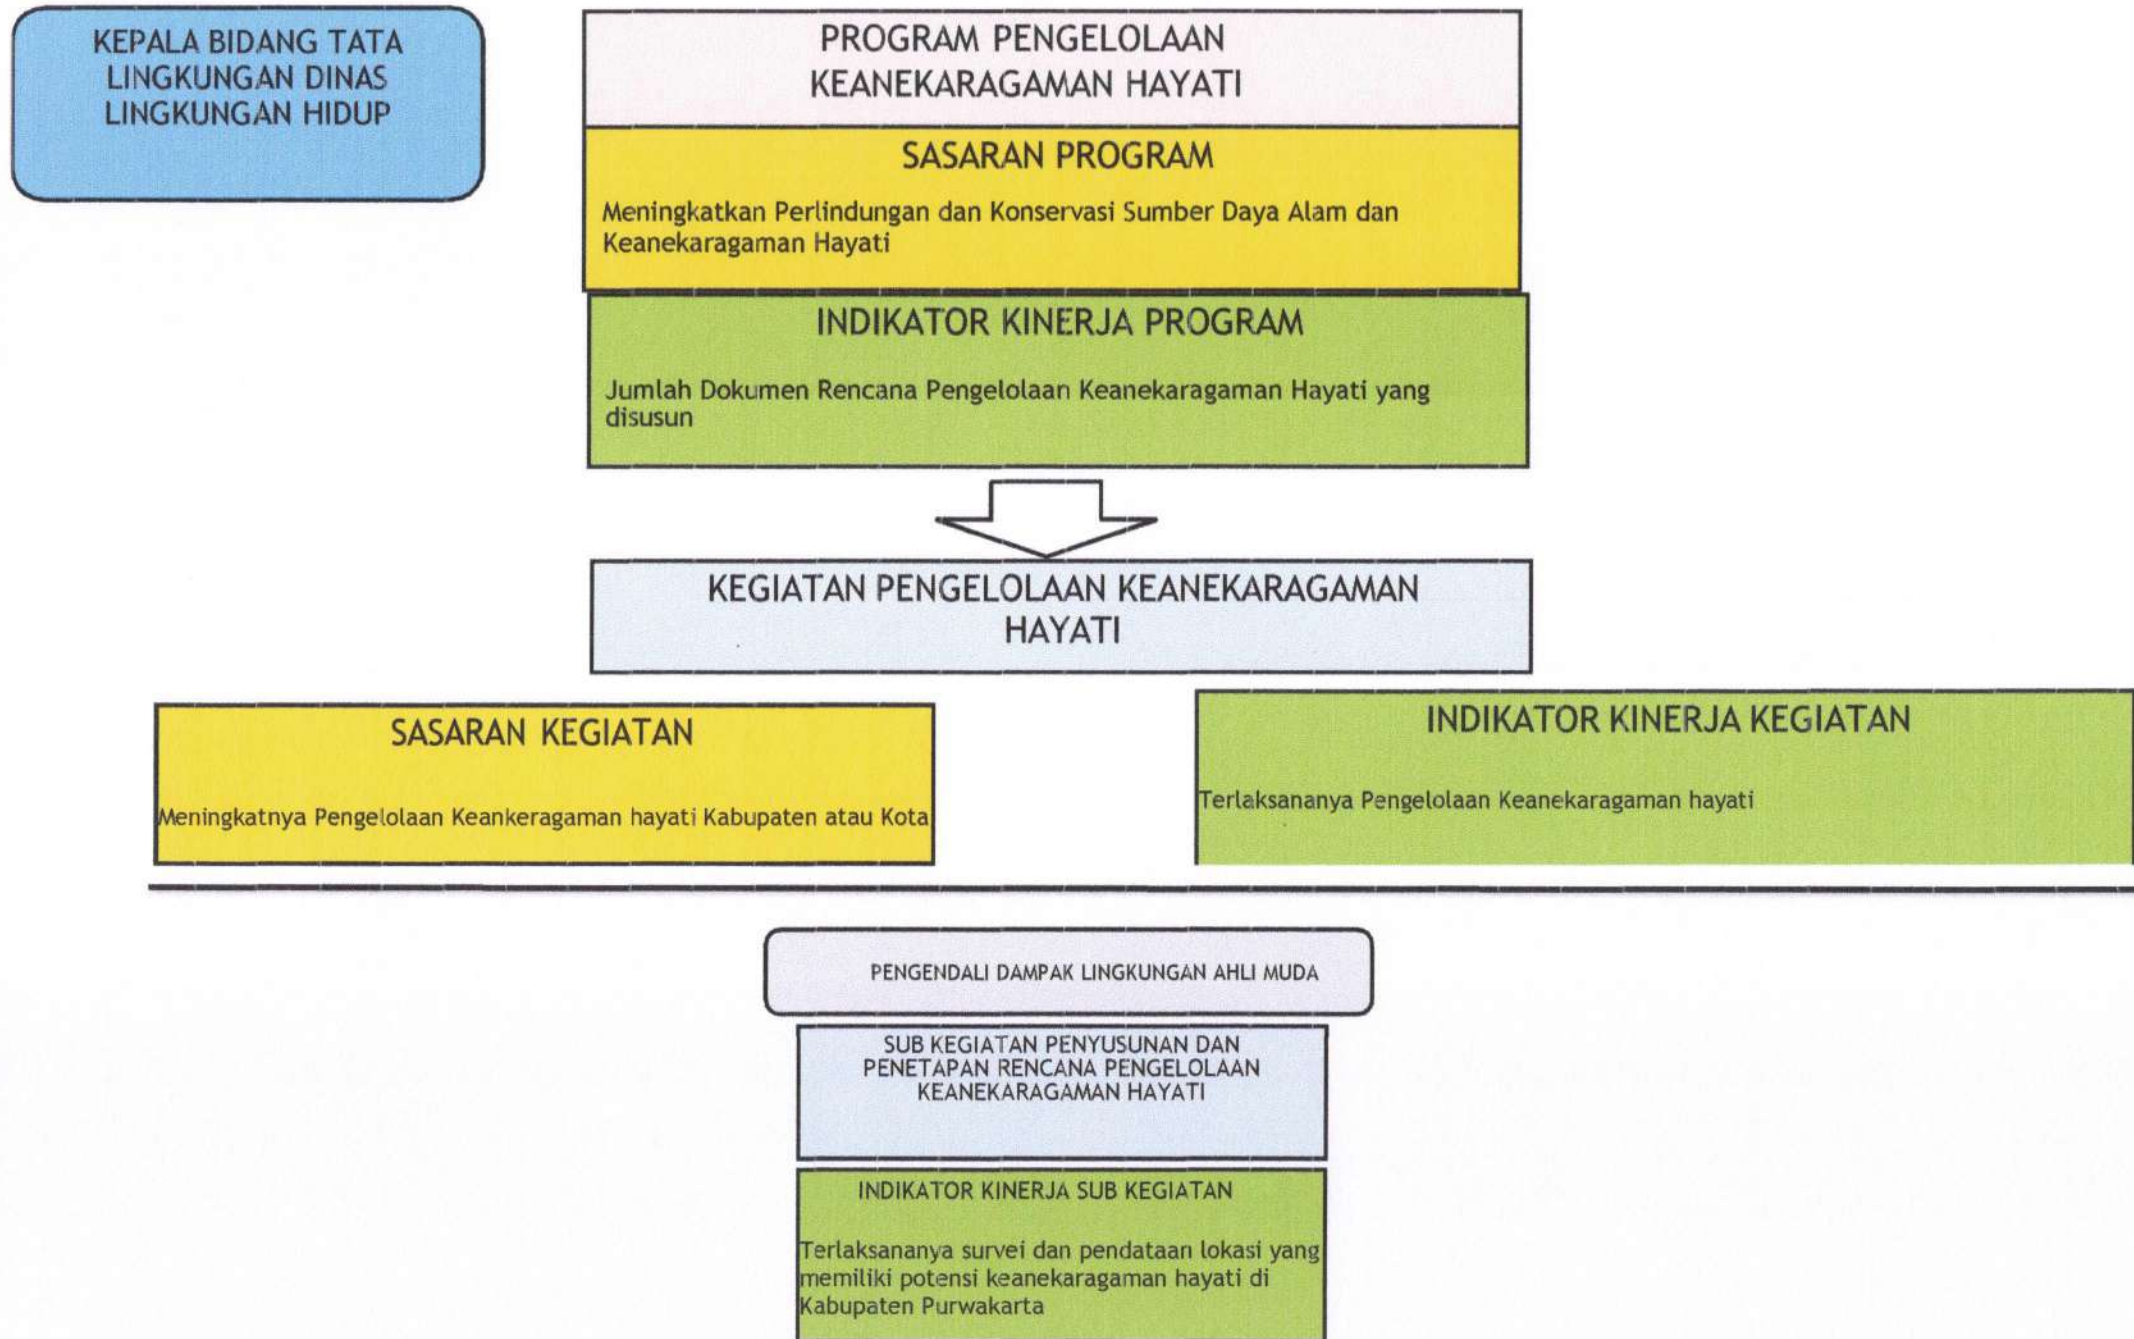 KEPALA BIDANG TATA
LINGKUNGAN DINAS
LINGKUNGAN HIDUP
PROGRAM PENGELOLAAN
KEANEKARAGAMAN HAYATI
SASARAN PROGRAM
Meningkatkan Perlindungan dan Konservasi Sumber Daya Alam dan
Keanekaragaman Hayati
INDIKATOR KINERJA PROGRAM
Jumlah Dokumen Rencana Pengelolaan Keanekaragaman Hayati yang
disusun
KEGIATAN PENGELOLAAN KEANEKARAGAMAN
HAYATI
SASARAN KEGIATAN
Meningkatnya Pengelolaan Keankeragaman hayati Kabupaten atau Kota
INDIKATOR KINERJA KEGIATAN
Terlaksananya Pengelolaan Keanekaragaman hayati
PENGENDALI DAMPAK LINGKUNGAN AHLI MUDA
SUB KEGIATAN PENYUSUNAN DAN
PENETAPAN RENCANA PENGELOLAAN
KEANEKARAGAMAN HAYATI
INDIKATOR KINERJA SUB KEGIATAN
Terlaksananya survei dan pendataan lokasi yang
memiliki potensi keanekaragaman hayati di
Kabupaten Purwakarta